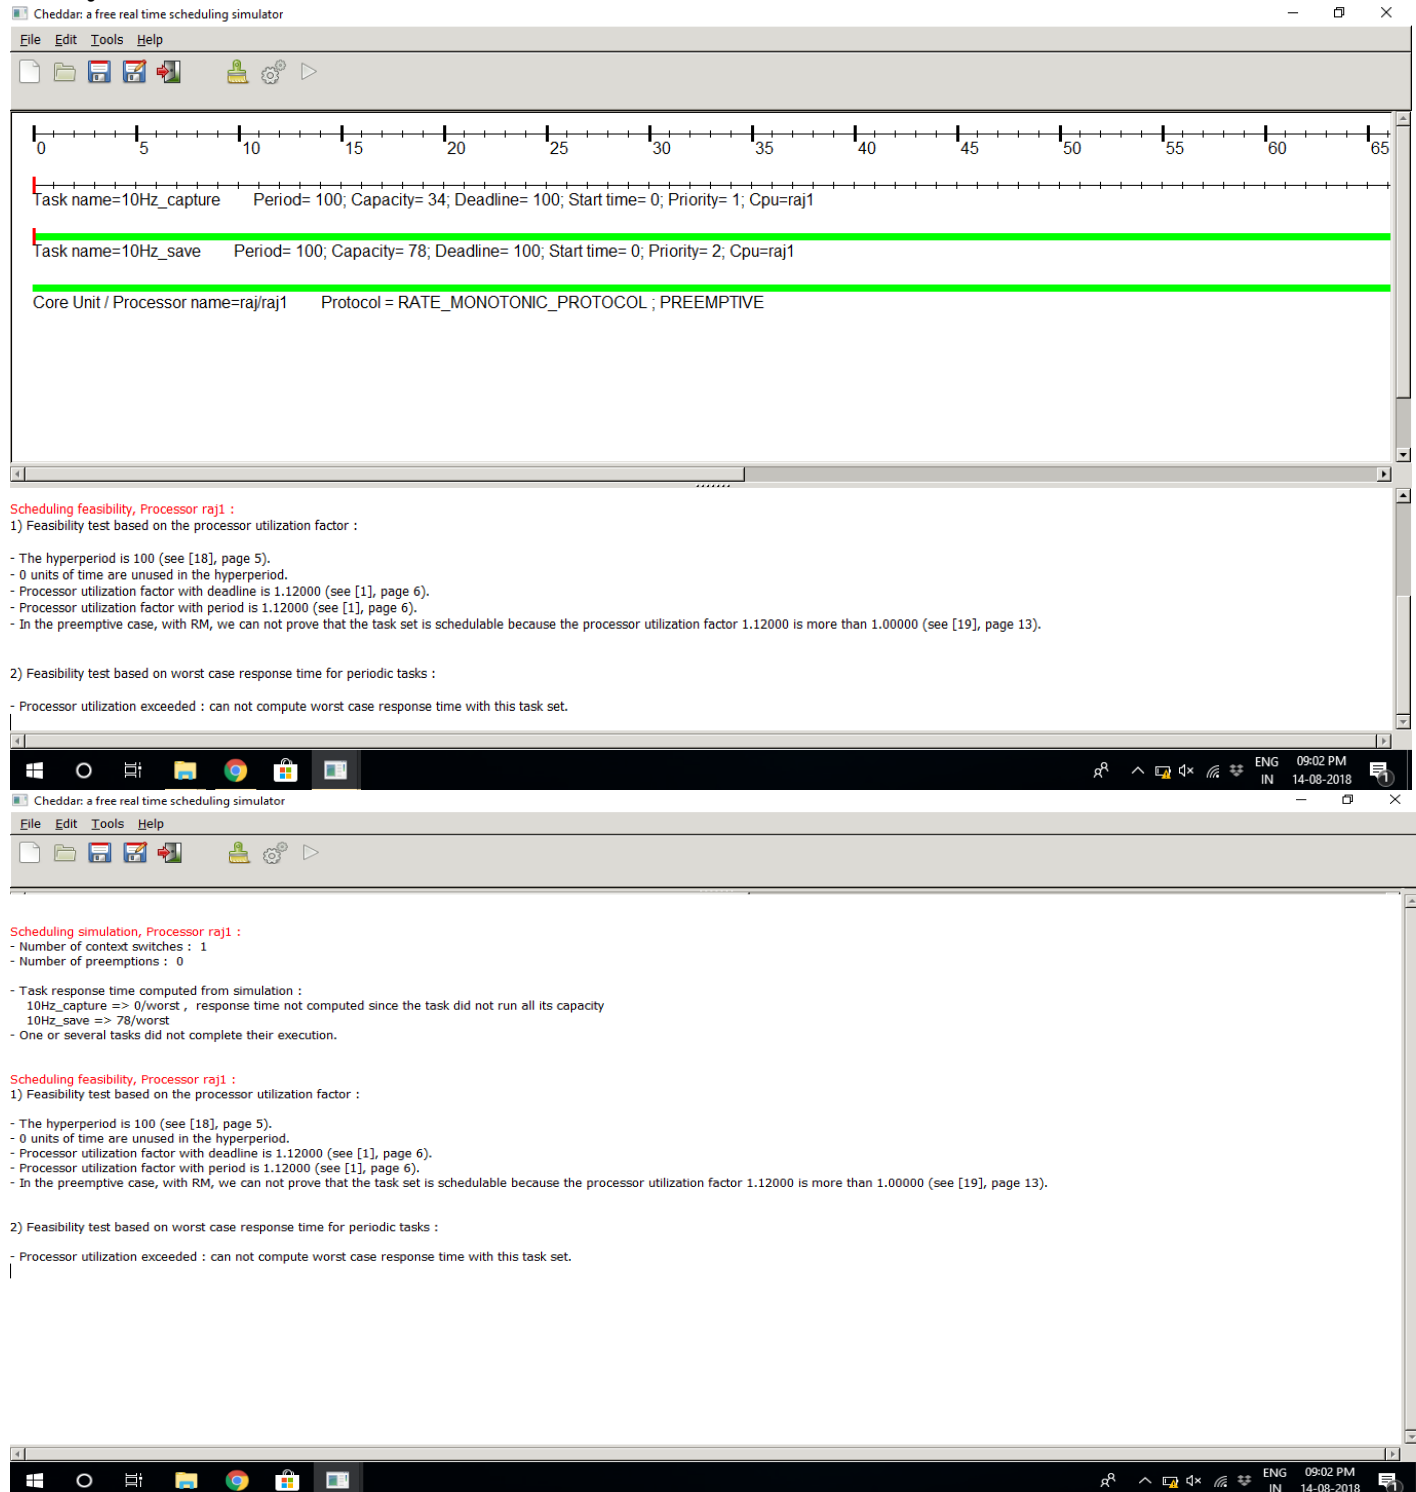 Cheddar: a free real time scheduling simulator
File Edit Tools Help
0 5 10 15 20 25 30 35 40 45 50 55 60 65
Task name=10Hz_capture Period= 100; Capacity= 34; Deadline= 100; Start time= 0; Priority= 1; Cpu=raj1
Task name=10Hz_save Period= 100; Capacity= 78; Deadline= 100; Start time= 0; Priority= 2; Cpu=raj1
Core Unit / Processor name=raj/raj1 Protocol = RATE_MONOTONIC_PROTOCOL ; PREEMPTIVE
Scheduling feasibility, Processor raj1 :
1) Feasibility test based on the processor utilization factor :
- The hyperperiod is 100 (see [18], page 5).
- 0 units of time are unused in the hyperperiod.
- Processor utilization factor with deadline is 1.12000 (see [1], page 6).
- Processor utilization factor with period is 1.12000 (see [1], page 6).
- In the preemptive case, with RM, we can not prove that the task set is schedulable because the processor utilization factor 1.12000 is more than 1.00000 (see [19], page 13).
2) Feasibility test based on worst case response time for periodic tasks :
- Processor utilization exceeded : can not compute worst case response time with this task set.
ENG 09:02 PM
IN 14-08-2018
1
Cheddar: a free real time scheduling simulator
File Edit Tools Help
Scheduling simulation, Processor raj1 :
- Number of context switches : 1
- Number of preemptions : 0
- Task response time computed from simulation :
10Hz_capture => 0/worst , response time not computed since the task did not run all its capacity
10Hz_save => 78/worst
- One or several tasks did not complete their execution.
Scheduling feasibility, Processor raj1 :
1) Feasibility test based on the processor utilization factor :
- The hyperperiod is 100 (see [18], page 5).
- 0 units of time are unused in the hyperperiod.
- Processor utilization factor with deadline is 1.12000 (see [1], page 6).
- Processor utilization factor with period is 1.12000 (see [1], page 6).
- In the preemptive case, with RM, we can not prove that the task set is schedulable because the processor utilization factor 1.12000 is more than 1.00000 (see [19], page 13).
2) Feasibility test based on worst case response time for periodic tasks :
- Processor utilization exceeded : can not compute worst case response time with this task set.
ENG 09:02 PM
IN 14-08-2018
1